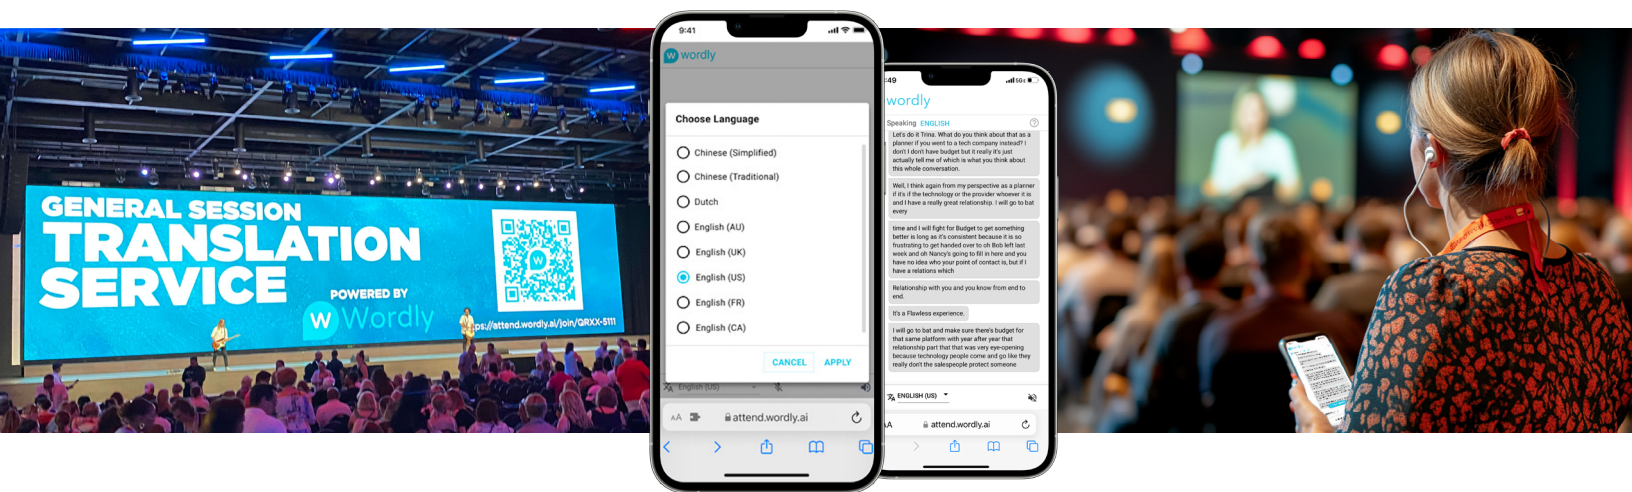 GENERAL SESSION
TRANSLATION
SERVICE
POWERED BY
w Wordly
ps://attend.wordly.ai/join/QRXX-5111
w
9:41
w wordly
Choose Language
Chinese (Simplified)
Chinese (Traditional)
Dutch
English (AU)
English (UK)
English (US)
English (FR)
English (CA)
CANCEL APPLY
English (US)
AA attend.wordly.ai
:49 5G
wordly
Speaking ENGLISH
Let's do it Trina. What do you think about that as a
planner if you went to a tech company instead? I
don't I don't have budget but it really it's just
actually tell me of which is what you think about
this whole conversation.
Well, I think again from my perspective as a planner
if it's if the technology or the provider whoever it is
and I have a really great relationship. I will go to bat
every
time and I will fight for Budget to get something
better is long as it's consistent because it is so
frustrating to get handed over to oh Bob left last
week and oh Nancy's going to fill in here and you
have no idea who your point of contact is, but if I
have a relations which
Relationship with you and you know from end to
end.
It's a Flawless experience.
I will go to bat and make sure there's budget for
that same platform with year after year that
relationship part that that was very eye-opening
because technology people come and go like they
really don't the salespeople protect someone
ENGLISH (US)
AA attend.wordly.ai